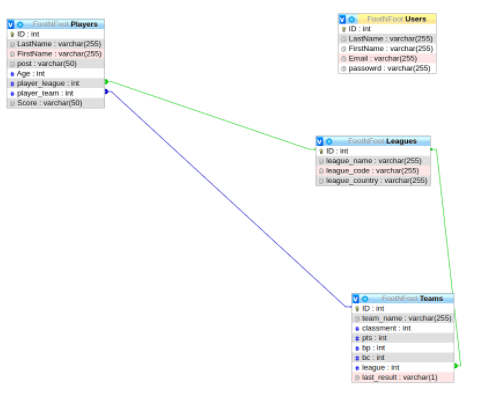 FootNFoot Players
ID : int
LastName : varchar(255)
FirstName : varchar(255)
post : varchar(50)
Age : int
player_league : int
player_team : int
Score : varchar(50)
FootNFoot Users
ID : int
LastName : varchar(255)
FirstName : varchar(255)
Email : varchar(255)
passowrd : varchar(255)
FootNFoot Leagues
ID : int
league_name : varchar(255)
league_code : varchar(255)
league_country : varchar(255)
FootNFoot Teams
ID : int
team_name : varchar(255)
classment : int
pts : int
bp : int
bc : int
league : int
last_result : varchar(1)